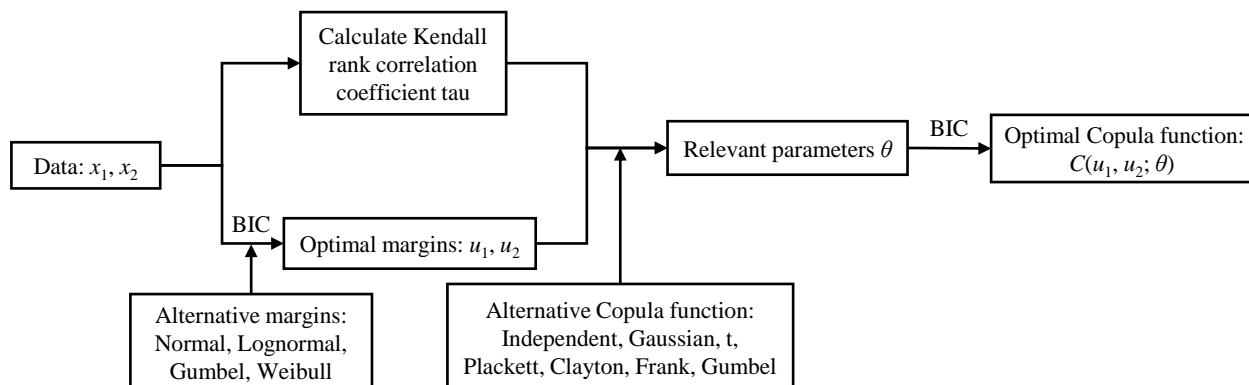 Calculate Kendall
rank correlation
coefficient tau
Data: x₁, x₂
BIC
Optimal margins: u₁, u₂
Alternative margins:
Normal, Lognormal,
Gumbel, Weibull
Alternative Copula function:
Independent, Gaussian, t,
Plackett, Clayton, Frank, Gumbel
Relevant parameters θ
BIC
Optimal Copula function:
C(u₁, u₂; θ)